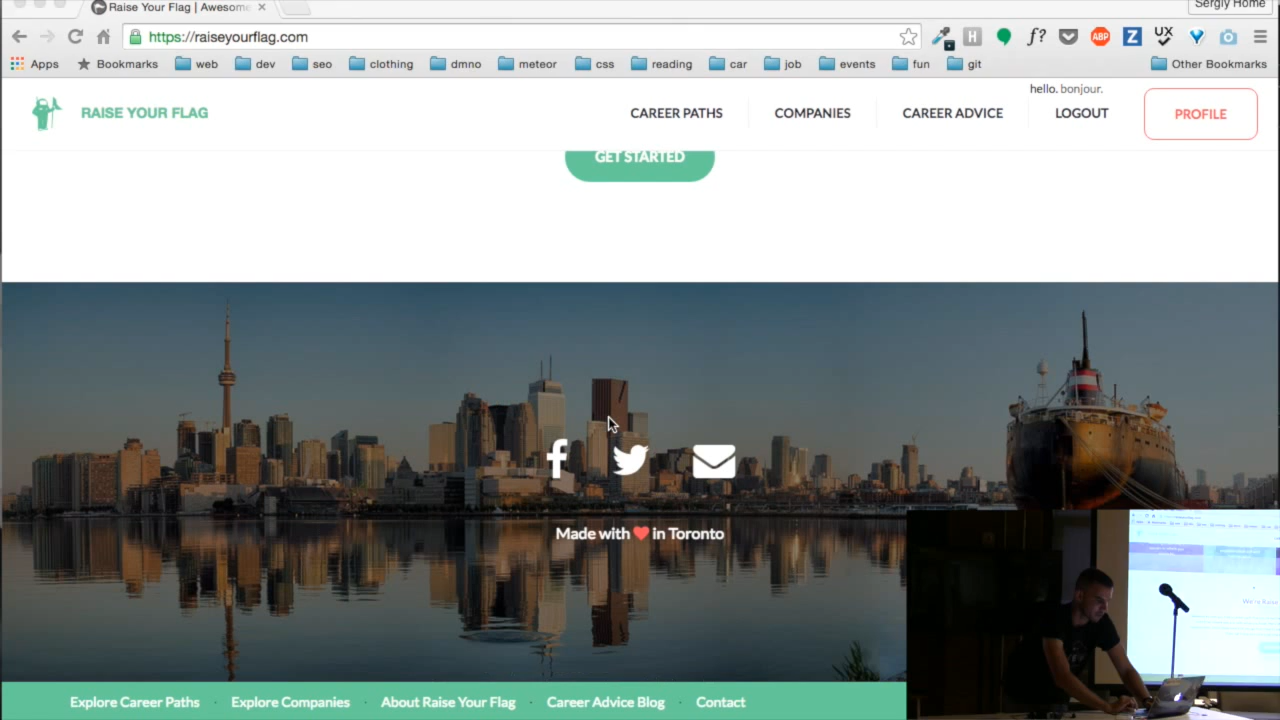 Raise Your Flag | Awesome
Sergiy Home
https://raiseyourflag.com
f?
H
ABP
Z
UX
Apps
Bookmarks
web
dev
seo
clothing
dmno
meteor
css
reading
car
job
events
fun
git
Other Bookmarks
hello. bonjour.
RAISE YOUR FLAG
CAREER PATHS
COMPANIES
CAREER ADVICE
LOGOUT
PROFILE
GET STARTED
Made with ❤ in Toronto
Explore Career Paths · Explore Companies · About Raise Your Flag · Career Advice Blog · Contact